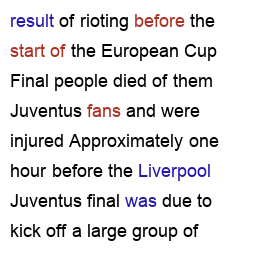 result of rioting before the
start of the European Cup
Final people died of them
Juventus fans and were
injured Approximately one
hour before the Liverpool
Juventus final was due to
kick off a large group of